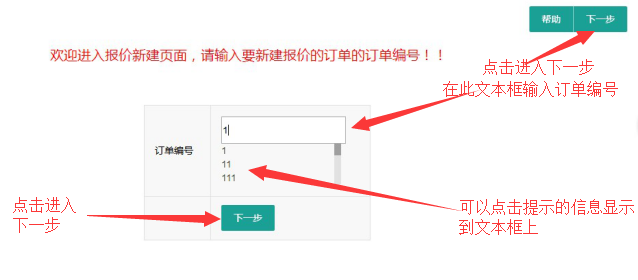 帮助 下一步
欢迎进入报价新建页面，请输入要新建报价的订单的订单编号！！
点击进入下一步
在此文本框输入订单编号
1
订单编号
1
11
111
点击进入
下一步
下一步
可以点击提示的信息显示
到文本框上